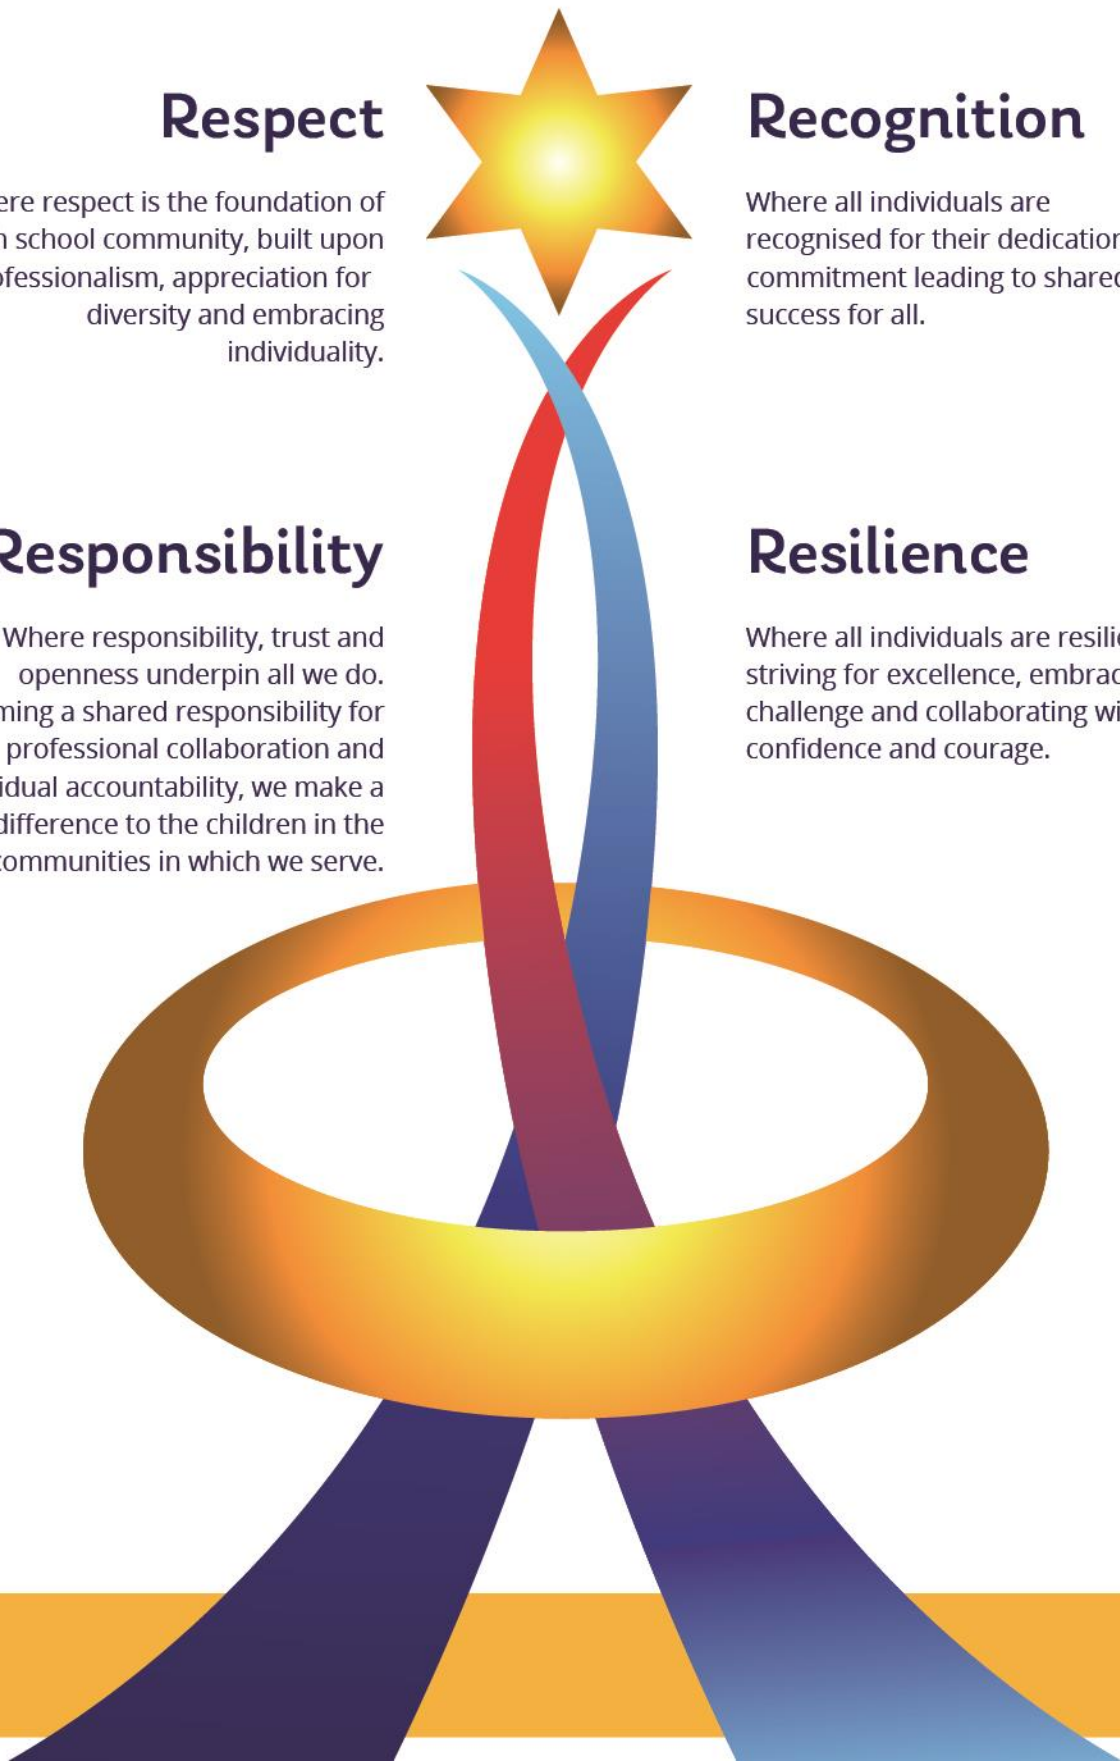 Respect
ere respect is the foundation of
n school community, built upon
ofessionalism, appreciation for
diversity and embracing
individuality.
Recognition
Where all individuals are
recognised for their dedication
commitment leading to shared
success for all.
Responsibility
Where responsibility, trust and
openness underpin all we do.
ming a shared responsibility for
professional collaboration and
idual accountability, we make a
difference to the children in the
communities in which we serve.
Resilience
Where all individuals are resilie
striving for excellence, embrac
challenge and collaborating wi
confidence and courage.